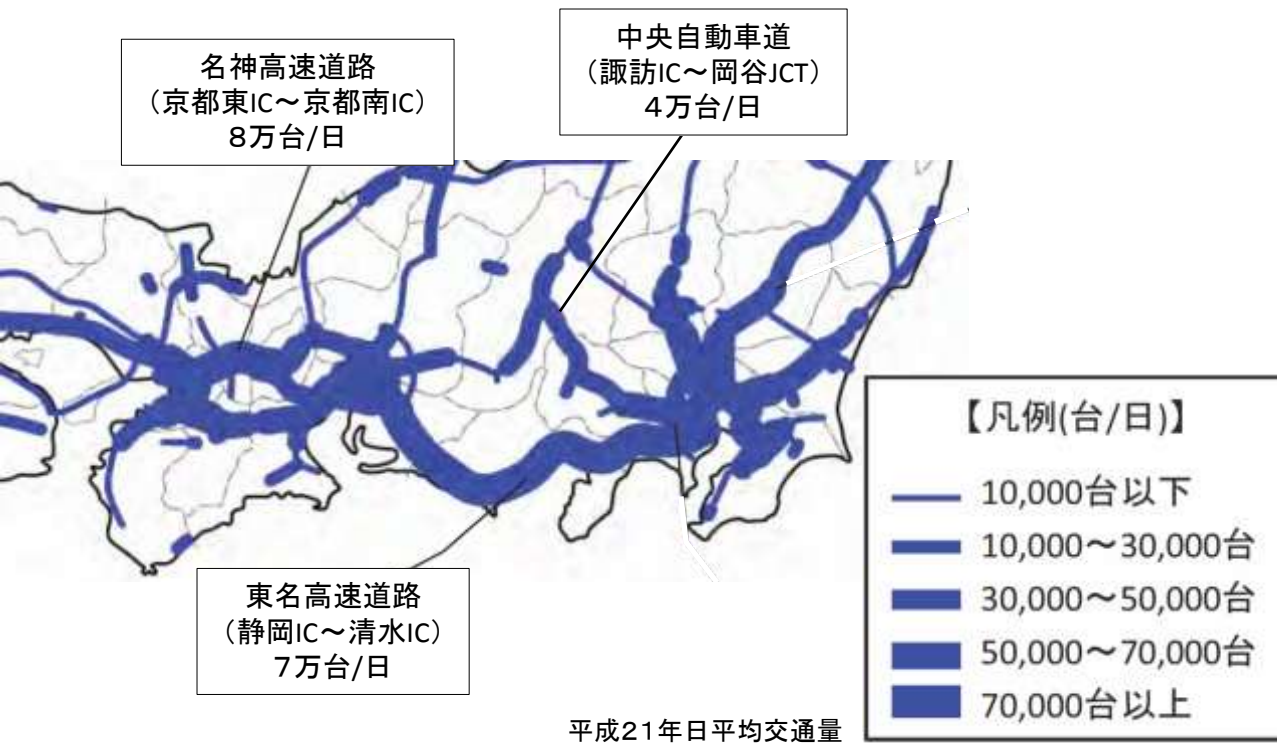 中央自動車道
（諏訪IC～岡谷JCT）
４万台/日
名神高速道路
（京都東IC～京都南IC）
８万台/日
東名高速道路
（静岡IC～清水IC）
７万台/日
【凡例(台/日)】
10,000台以下
10,000～30,000台
30,000～50,000台
50,000～70,000台
70,000台以上
平成２１年日平均交通量